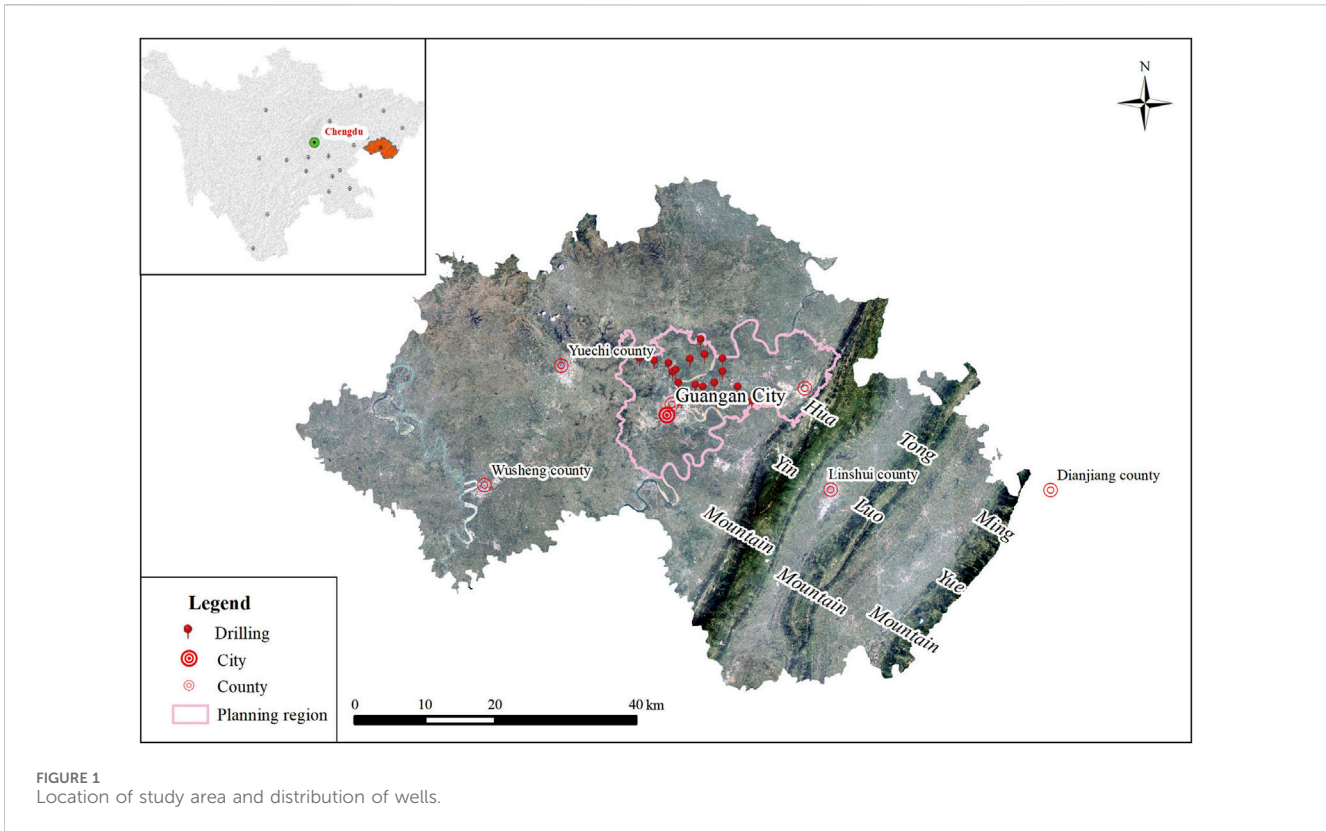 Chengdu
N
Yuechi county
Guangan City
Hua
Yin
Mountain
Wusheng county
Linshui county
Tong
Luo
Mountain
Dianjiang county
Ming
Yue
Mountain
Legend
Drilling
City
County
Planning region
0 10 20 40 km
FIGURE 1
Location of study area and distribution of wells.